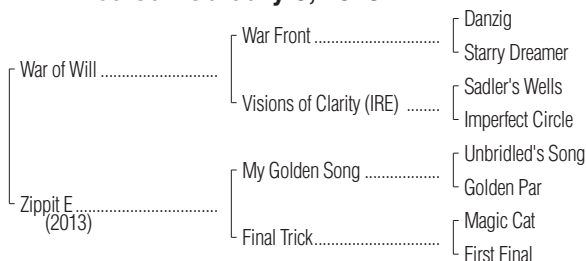 Danzig
War Front
Starry Dreamer
War of Will
Sadler's Wells
Visions of Clarity (IRE)
Imperfect Circle
Unbridled's Song
My Golden Song
Golden Par
Zippit E
(2013)
Magic Cat
Final Trick
First Final